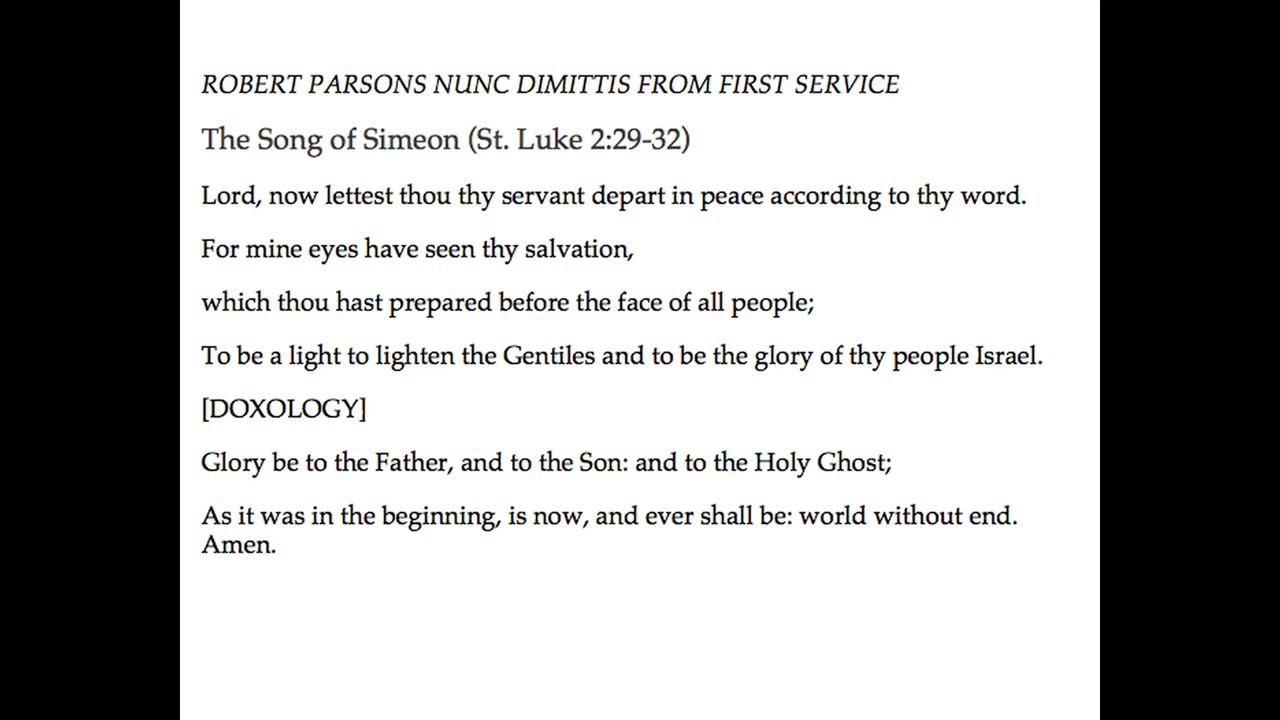 ROBERT PARSONS NUNC DIMITTIS FROM FIRST SERVICE
The Song of Simeon (St. Luke 2:29-32)
Lord, now lettest thou thy servant depart in peace according to thy word.
For mine eyes have seen thy salvation,
which thou hast prepared before the face of all people;
To be a light to lighten the Gentiles and to be the glory of thy people Israel.
[DOXOLOGY]
Glory be to the Father, and to the Son: and to the Holy Ghost;
As it was in the beginning, is now, and ever shall be: world without end.
Amen.